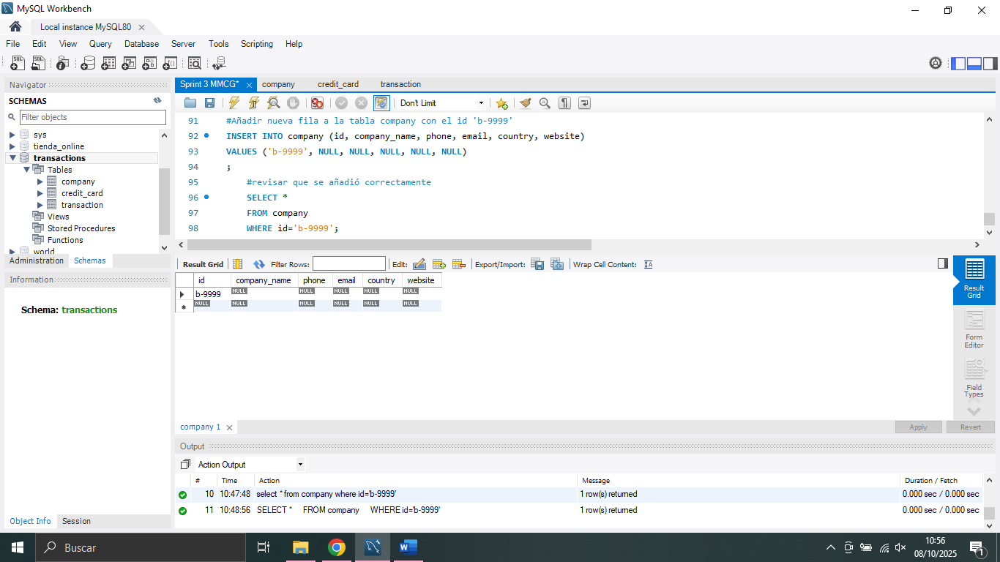 MySQL Workbench
Local instance MySQL80
File Edit View Query Database Server Tools Scripting Help
Navigator
SCHEMAS
Filter objects
sys
tienda_online
transactions
Tables
company
credit_card
transaction
Views
Stored Procedures
Functions
world
Administration Schemas
Information
Schema: transactions
Object Info Session
Sprint 3 MMCG* company credit_card transaction
Don't Limit
91 #Añadir nueva fila a la tabla company con el id 'b-9999'
92 INSERT INTO company (id, company_name, phone, email, country, website)
93 VALUES ('b-9999', NULL, NULL, NULL, NULL, NULL)
94 ;
95 #revisar que se añadió correctamente
96 SELECT *
97 FROM company
98 WHERE id='b-9999';
Result Grid Filter Rows: Edit: Export/Import: Wrap Cell Content:
id company_name phone email country website
b-9999 NULL NULL NULL NULL NULL
NULL NULL NULL NULL NULL NULL
Result
Grid
Form
Editor
Field
Types
company 1
Apply Revert
Output
Action Output
# Time Action Message Duration / Fetch
10 10:47:48 select * from company where id='b-9999' 1 row(s) returned 0.000 sec / 0.000 sec
11 10:48:56 SELECT * FROM company WHERE id='b-9999' 1 row(s) returned 0.000 sec / 0.000 sec
Buscar
10:56
08/10/2025
1